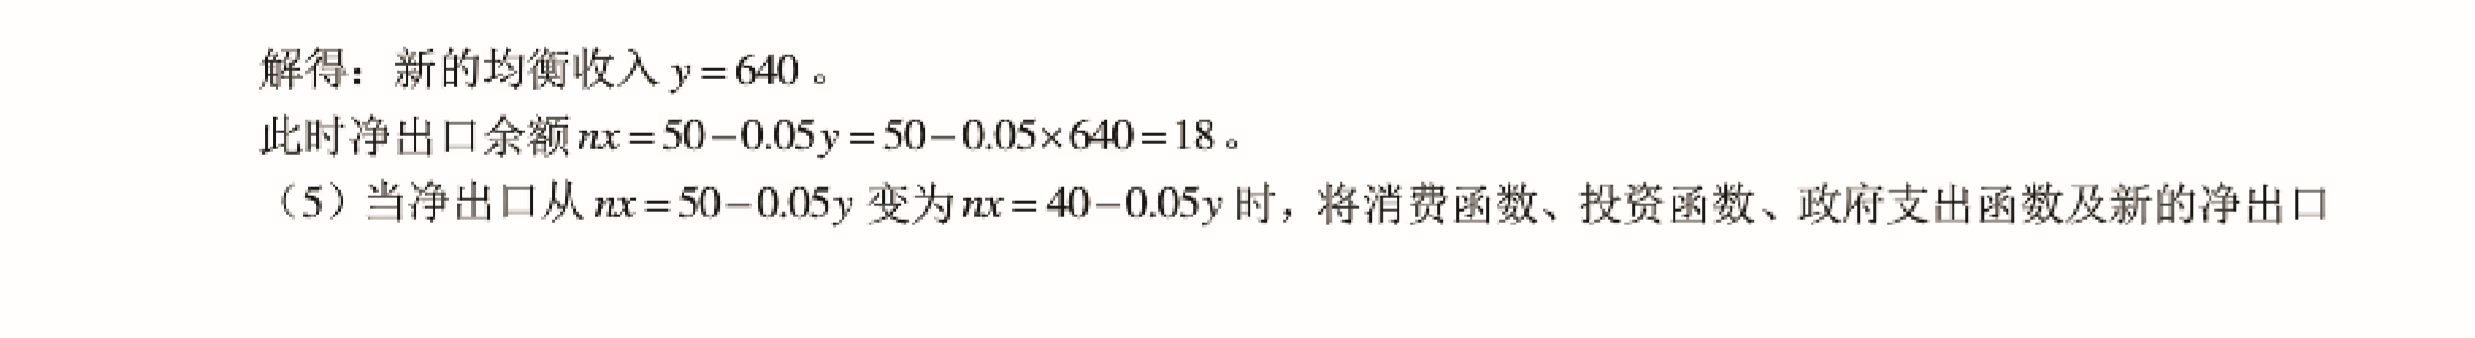 解得：新的均衡收入 y=640。
此时净出口余额 nx=50-0.05y=50-0.05×640=18。
（5）当净出口从 nx=50-0.05y 变为 nx=40-0.05y 时，将消费函数、投资函数、政府支出函数及新的净出口